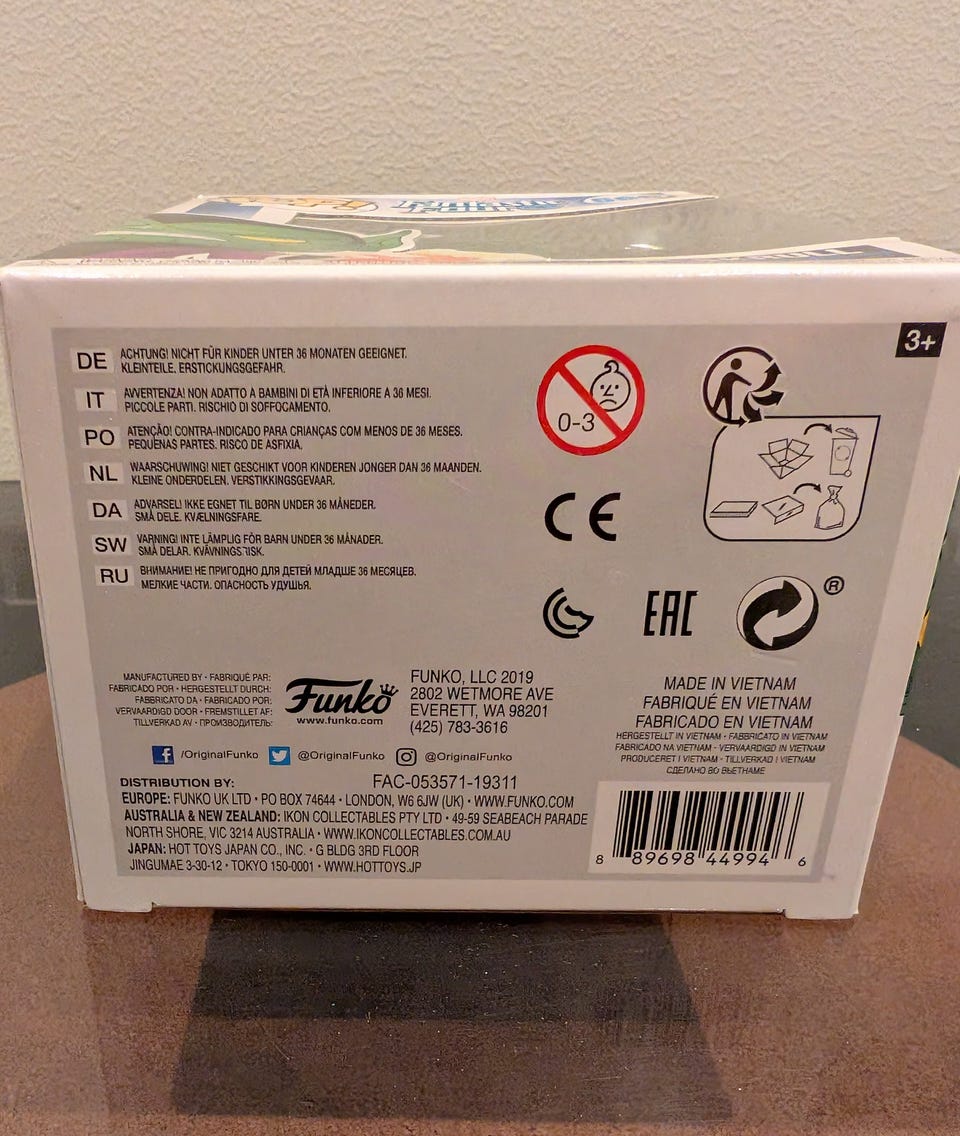 3+
DE ACHTUNG! NICHT FÜR KINDER UNTER 36 MONATEN GEEIGNET.
KLEINTEILE. ERSTICKUNGSGEFAHR.
IT AVVERTENZA! NON ADATTO A BAMBINI DI ETÀ INFERIORE A 36 MESI.
PICCOLE PARTI. RISCHIO DI SOFFOCAMENTO.
PO ATENÇÃO! CONTRA-INDICADO PARA CRIANÇAS COM MENOS DE 36 MESES.
PEQUENAS PARTES. RISCO DE ASFIXIA.
NL WAARSCHUWING! NIET GESCHIKT VOOR KINDEREN JONGER DAN 36 MAANDEN.
KLEINE ONDERDELEN. VERSTIKKINGSGEVAAR.
DA ADVARSEL! IKKE EGNET TIL BØRN UNDER 36 MÅNEDER.
SMÅ DELE. KVÆLNINGSFARE.
SW VARNING! INTE LÄMPLIG FÖR BARN UNDER 36 MÅNADER.
SMÅ DELAR. KVÄVNINGSRISK.
RU ВНИМАНИЕ! НЕ ПРИГОДНО ДЛЯ ДЕТЕЙ МЛАДШЕ 36 МЕСЯЦЕВ.
МЕЛКИЕ ЧАСТИ. ОПАСНОСТЬ УДУШЬЯ.
0-3
CE
EAC
®
MANUFACTURED BY • FABRIQUÉ PAR:
FABRICADO POR • HERGESTELLT DURCH:
FABBRICATO DA • FABRICADO POR:
VERVAARDIGD DOOR • FREMSTILLET AF:
TILLVERKAD AV • ПРОИЗВОДИТЕЛЬ:
Funko
www.funko.com
FUNKO, LLC 2019
2802 WETMORE AVE
EVERETT, WA 98201
(425) 783-3616
MADE IN VIETNAM
FABRIQUÉ EN VIETNAM
FABRICADO EN VIETNAM
HERGESTELLT IN VIETNAM • FABBRICATO IN VIETNAM
FABRICADO NA VIETNAM • VERVAARDIGD IN VIETNAM
PRODUCERET I VIETNAM • TILLVERKAD I VIETNAM
СДЕЛАНО ВО ВЬЕТНАМЕ
/OriginalFunko @OriginalFunko @OriginalFunko
DISTRIBUTION BY: FAC-053571-19311
EUROPE: FUNKO UK LTD • PO BOX 74644 • LONDON, W6 6JW (UK) • WWW.FUNKO.COM
AUSTRALIA & NEW ZEALAND: IKON COLLECTABLES PTY LTD • 49-59 SEABEACH PARADE
NORTH SHORE, VIC 3214 AUSTRALIA • WWW.IKONCOLLECTABLES.COM.AU
JAPAN: HOT TOYS JAPAN CO., INC. • G BLDG 3RD FLOOR
JINGUMAE 3-30-12 • TOKYO 150-0001 • WWW.HOTTOYS.JP
8 89698 44994 6